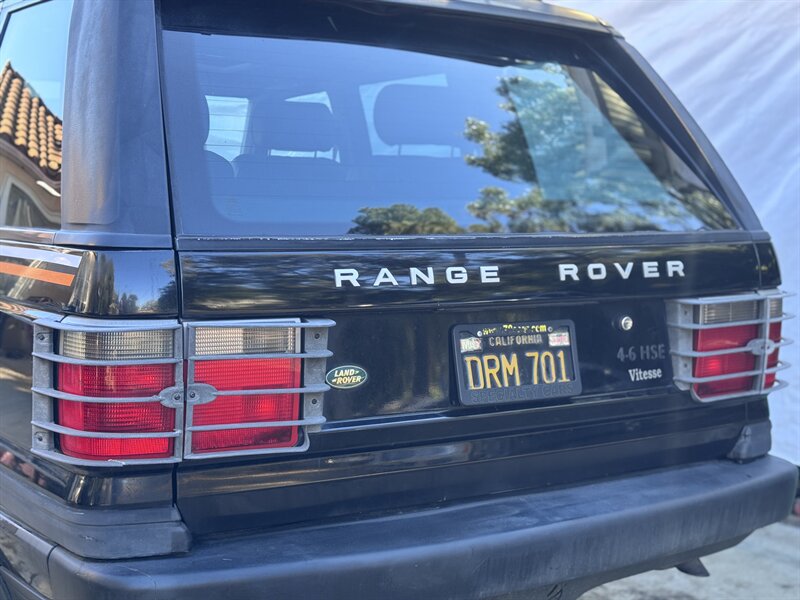 RANGE ROVER
CALIFORNIA
DRM 701
LAND-
ROVER
4·6 HSE
Vitesse